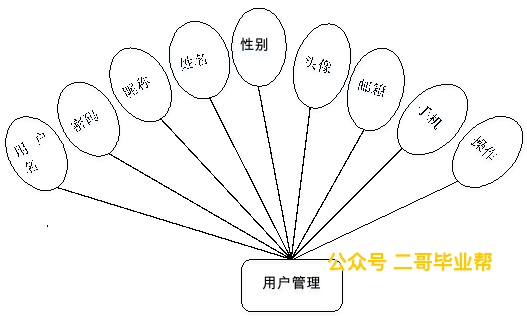 用户
名
密码
昵称
姓名
性别
头像
邮箱
手机
操作
公众号 二哥毕业帮
用户管理